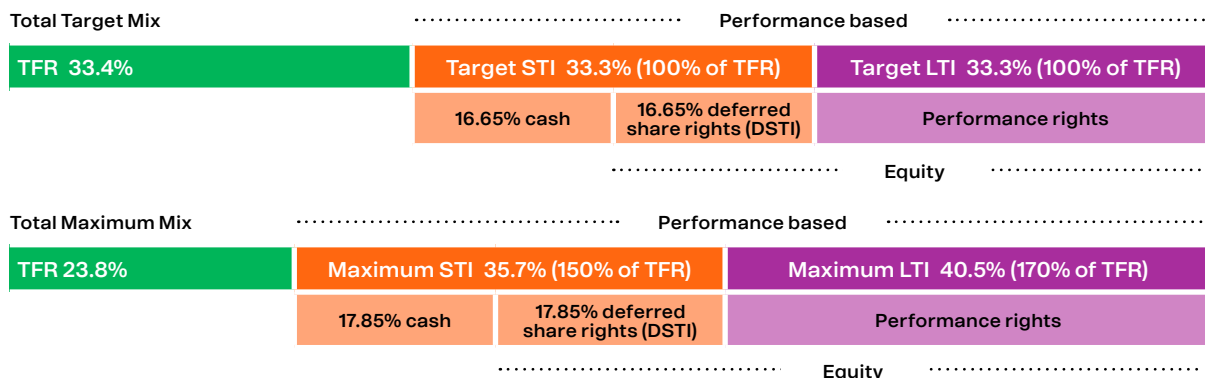 Total Target Mix
Performance based
TFR 33.4%
Target STI 33.3% (100% of TFR)
Target LTI 33.3% (100% of TFR)
16.65% cash
16.65% deferred
share rights (DSTI)
Performance rights
Equity
Total Maximum Mix
Performance based
TFR 23.8%
Maximum STI 35.7% (150% of TFR)
Maximum LTI 40.5% (170% of TFR)
17.85% cash
17.85% deferred
share rights (DSTI)
Performance rights
Equity